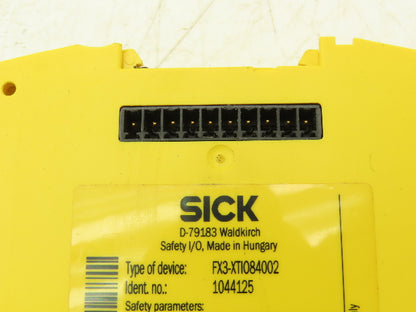 SICK
D-79183 Waldkirch
Safety I/O, Made in Hungary
Type of device: FX3-XTIO84002
Ident. no.: 1044125
Safety parameters: